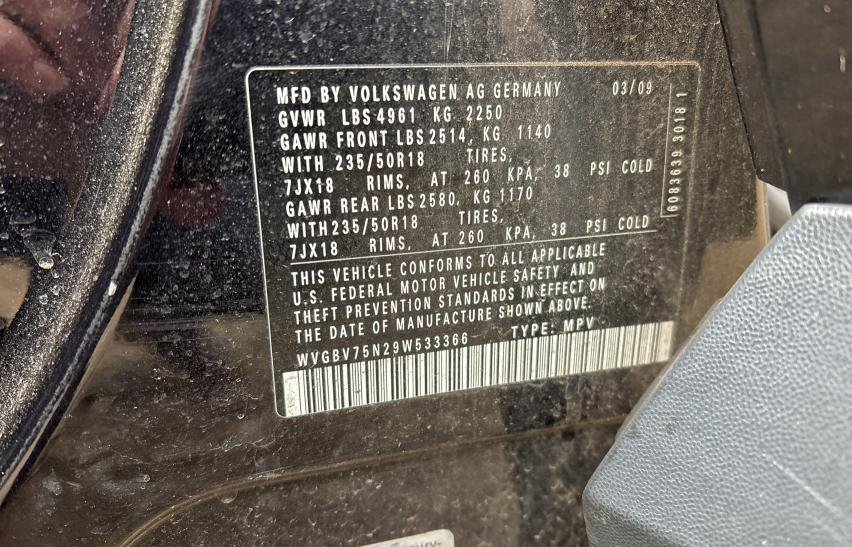 MFD BY VOLKSWAGEN AG GERMANY 03/09
GVWR LBS 4961 KG 2250
GAWR FRONT LBS 2514, KG 1140
WITH 235/50R18 TIRES,
7JX18 RIMS, AT 260 KPA, 38 PSI COLD
GAWR REAR LBS 2580, KG 1170
WITH 235/50R18 TIRES,
7JX18 RIMS, AT 260 KPA, 38 PSI COLD
THIS VEHICLE CONFORMS TO ALL APPLICABLE
U.S. FEDERAL MOTOR VEHICLE SAFETY AND
THEFT PREVENTION STANDARDS IN EFFECT ON
THE DATE OF MANUFACTURE SHOWN ABOVE.
WVGBV75N29W533366 TYPE: MPV
6083639 3018 1